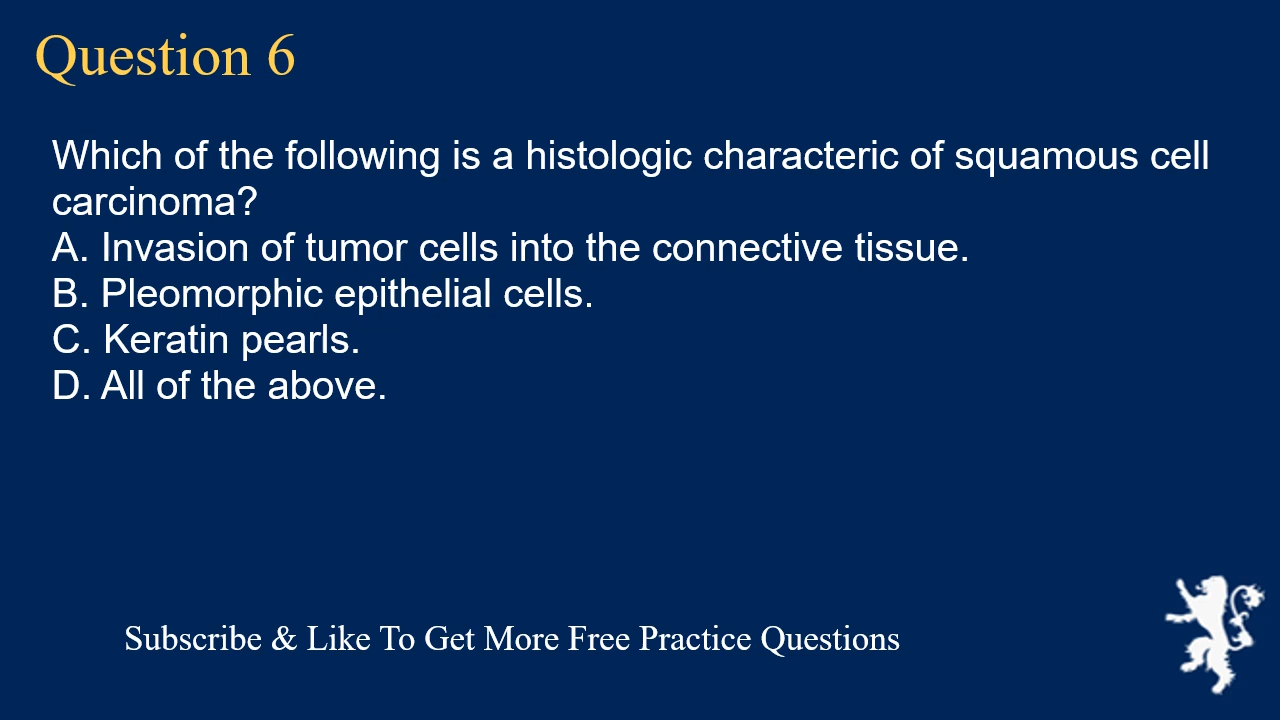 Question 6
Which of the following is a histologic characteric of squamous cell
carcinoma?
A. Invasion of tumor cells into the connective tissue.
B. Pleomorphic epithelial cells.
C. Keratin pearls.
D. All of the above.
Subscribe & Like To Get More Free Practice Questions